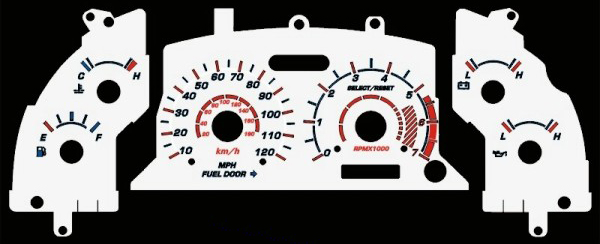 C H
E F
10 20 30 40 50 60 70 80 90 100 110 120
km/h
MPH
FUEL DOOR
0 1 2 3 4 5 6 7
SELECT/RESET
RPMX1000
L H
L H